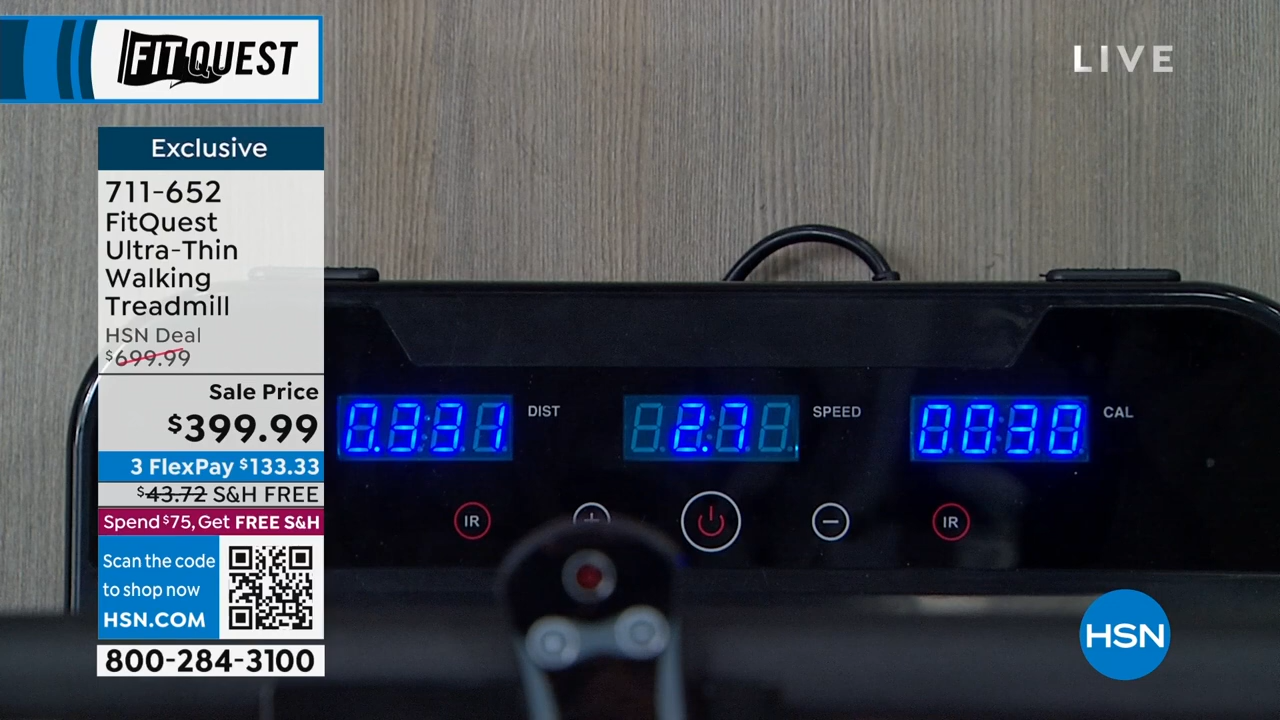 FITQUEST
LIVE
Exclusive
711-652
FitQuest
Ultra-Thin
Walking
Treadmill
HSN Deal
$699.99
Sale Price
$399.99
3 FlexPay $133.33
$43.72 S&H FREE
Spend $75, Get FREE S&H
Scan the code
to shop now
HSN.COM
800-284-3100
0.331 DIST
2.7 SPEED
0030 CAL
IR
IR
HSN